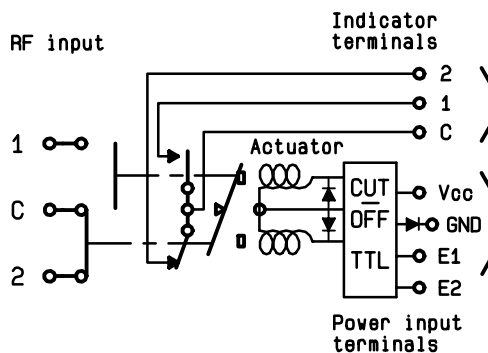 Indicator
terminals
RF input
2
1
C
1
Actuator
CUT
OFF
TTL
Vcc
C
GND
E1
2
E2
Power input
terminals